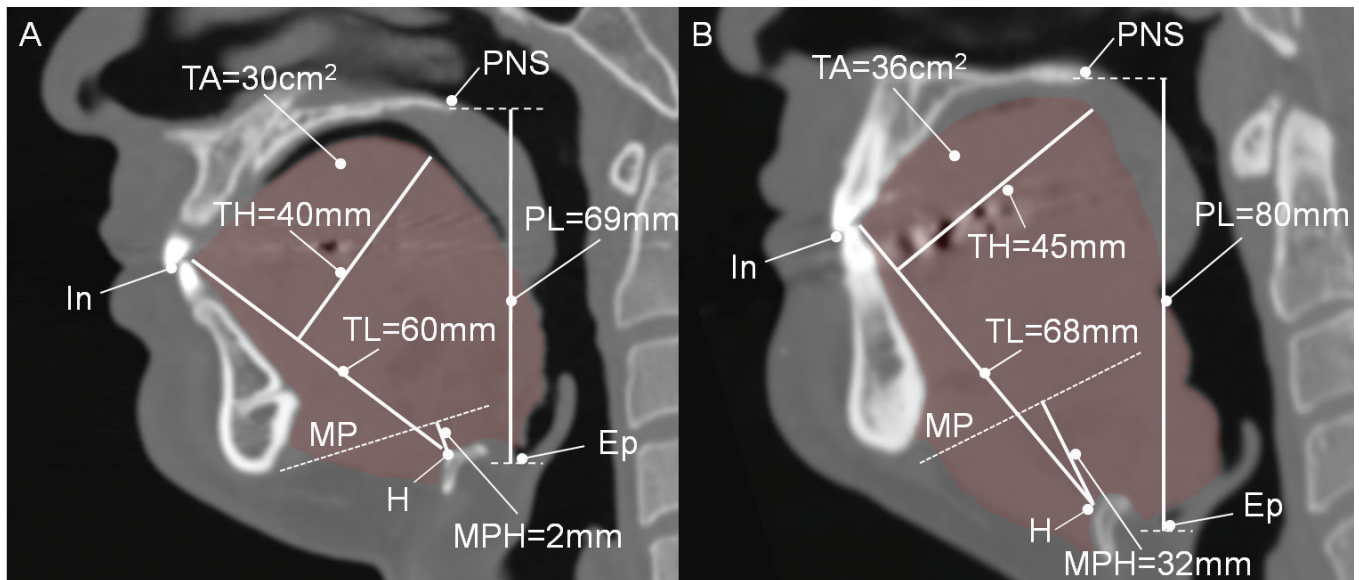 A
PNS
TA=30cm²
TH=40mm
PL=69mm
In
TL=60mm
MP
Ep
H
MPH=2mm
B
PNS
TA=36cm²
PL=80mm
TH=45mm
In
TL=68mm
MP
Ep
H
MPH=32mm